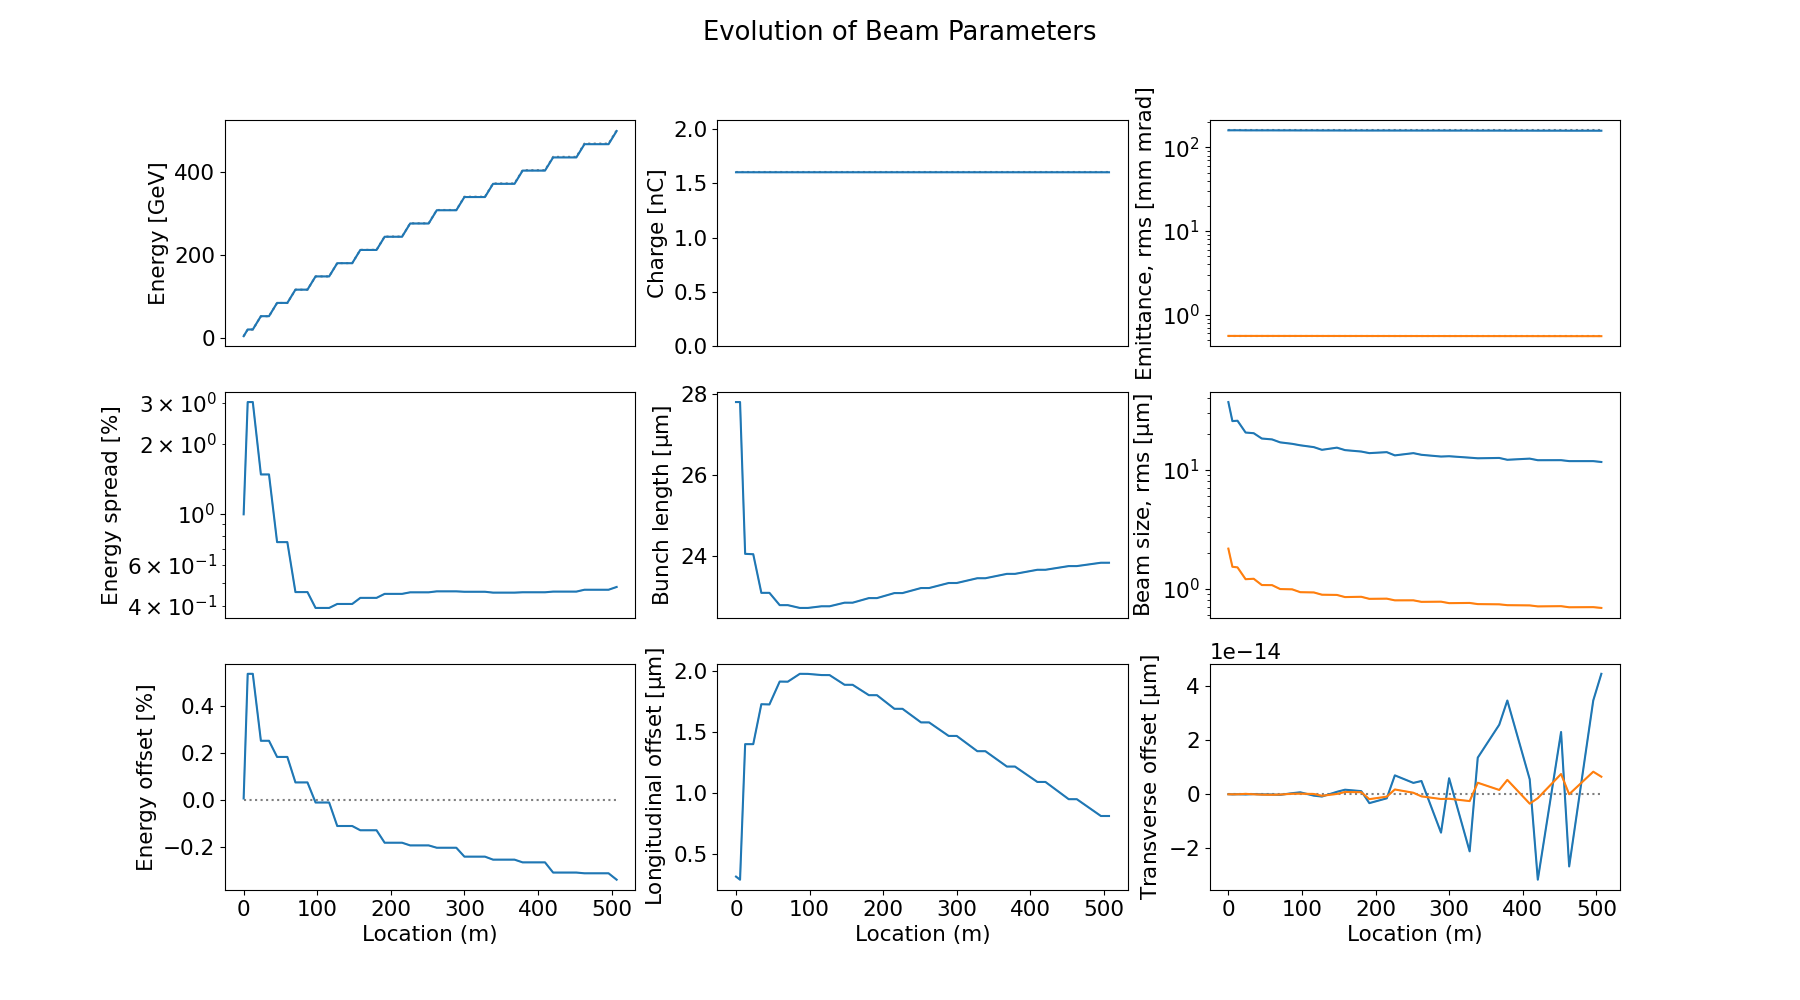 Evolution of Beam Parameters
Energy [GeV]
400
200
0
Charge [nC]
2.0
1.5
1.0
0.5
0.0
Emittance, rms [mm mrad]
10²
10¹
10⁰
Energy spread [%]
3 × 10⁰
2 × 10⁰
10⁰
6 × 10⁻¹
4 × 10⁻¹
Bunch length [µm]
28
26
24
Beam size, rms [µm]
10¹
10⁰
Energy offset [%]
0.4
0.2
0.0
−0.2
0 100 200 300 400 500
Location (m)
Longitudinal offset [µm]
2.0
1.5
1.0
0.5
0 100 200 300 400 500
Location (m)
1e−14
Transverse offset [µm]
4
2
0
−2
0 100 200 300 400 500
Location (m)